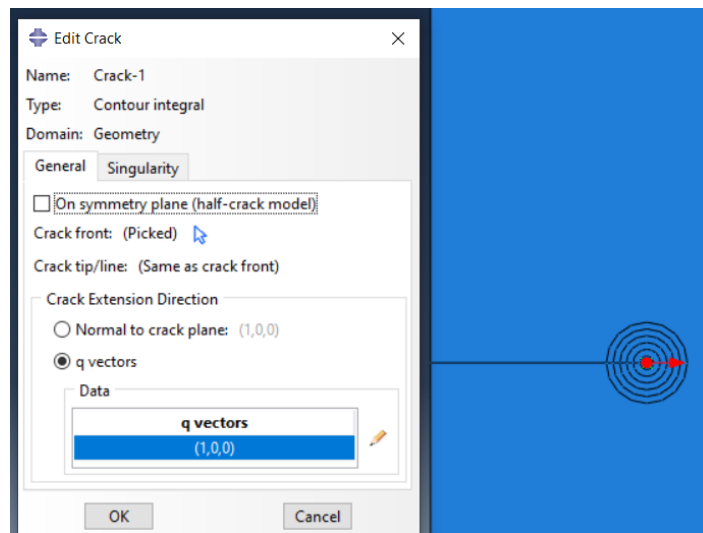 Edit Crack
Name: Crack-1
Type: Contour integral
Domain: Geometry
General Singularity
On symmetry plane (half-crack model)
Crack front: (Picked)
Crack tip/line: (Same as crack front)
Crack Extension Direction
Normal to crack plane: (1,0,0)
q vectors
Data
q vectors
(1,0,0)
OK Cancel